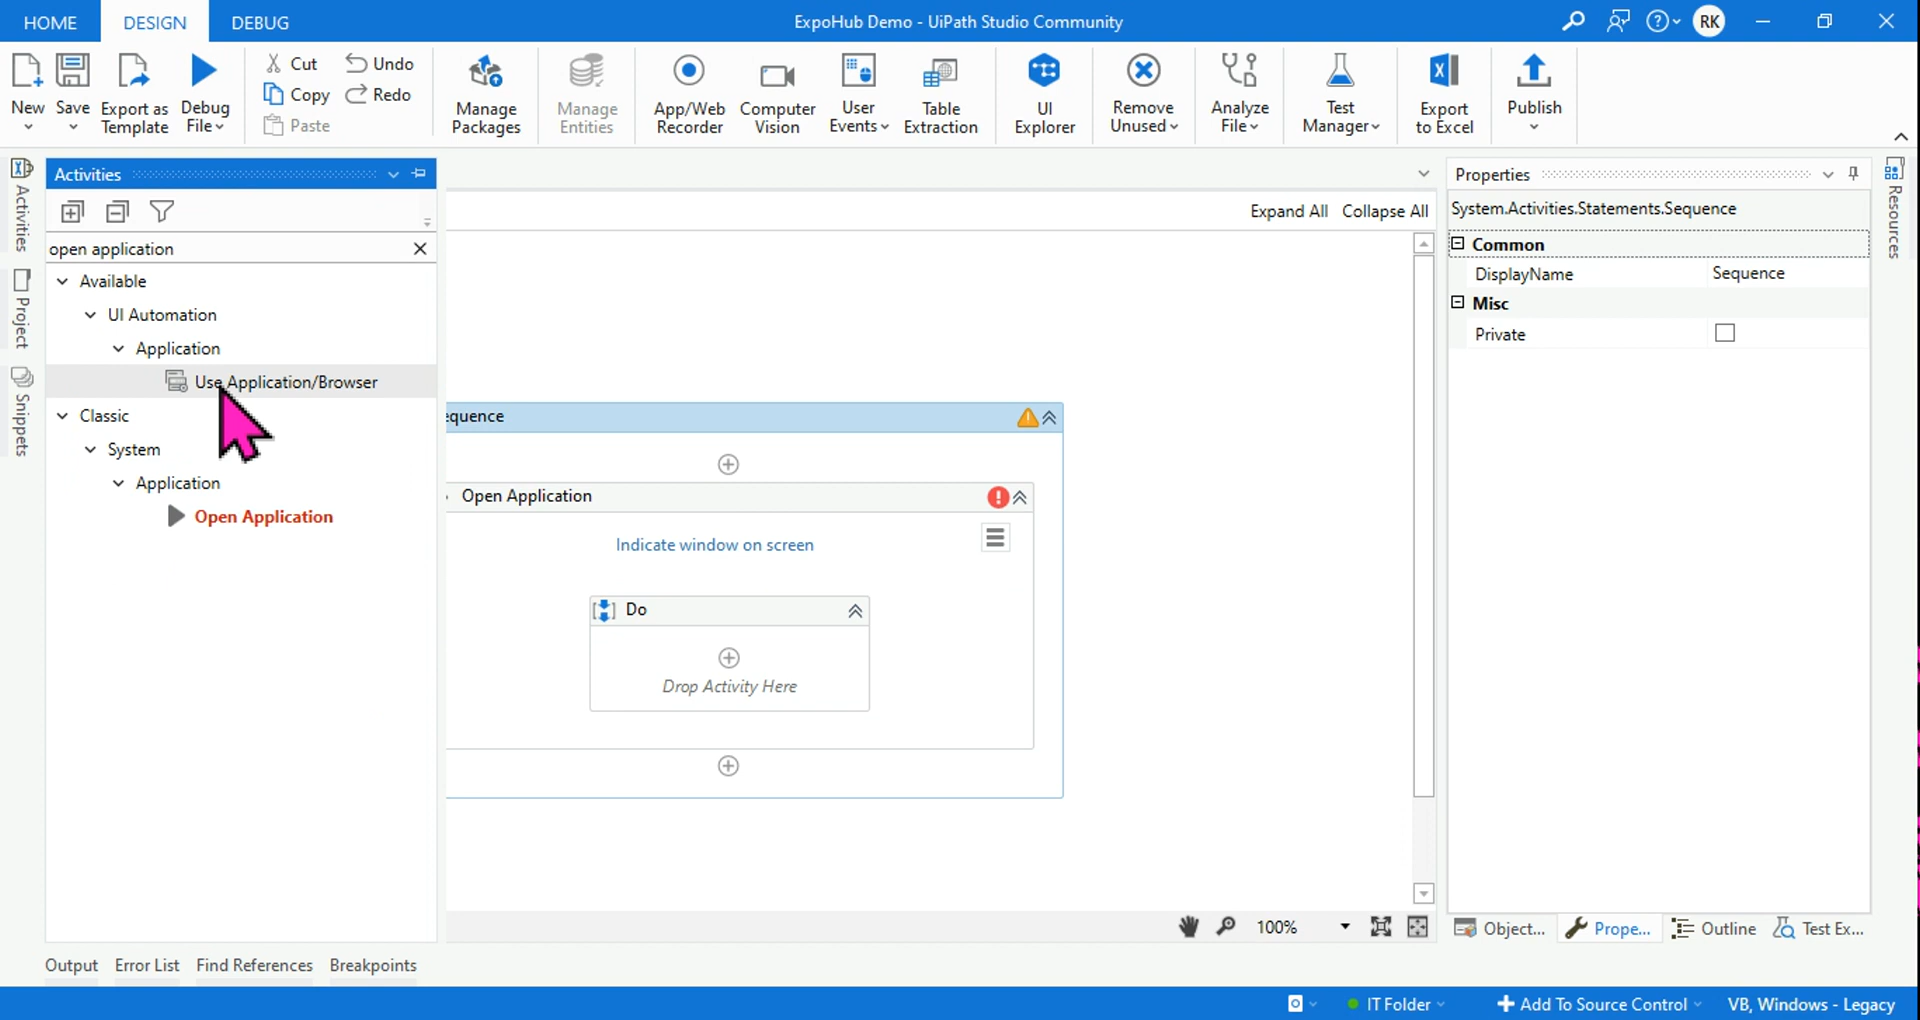 HOME DESIGN DEBUG ExpoHub Demo - UiPath Studio Community RK
New Save Export as Template Debug File Cut Copy Paste Undo Redo Manage Packages Manage Entities App/Web Recorder Computer Vision User Events Table Extraction UI Explorer Remove Unused Analyze File Test Manager Export to Excel Publish
Activities
Project
Snippets
Activities
open application
Available
UI Automation
Application
Use Application/Browser
Classic
System
Application
Open Application
Expand All Collapse All
equence
Open Application
Indicate window on screen
Do
Drop Activity Here
100%
Properties
System.Activities.Statements.Sequence
Common
DisplayName Sequence
Misc
Private
Resources
Object... Prope... Outline Test Ex...
Output Error List Find References Breakpoints
IT Folder Add To Source Control VB, Windows - Legacy